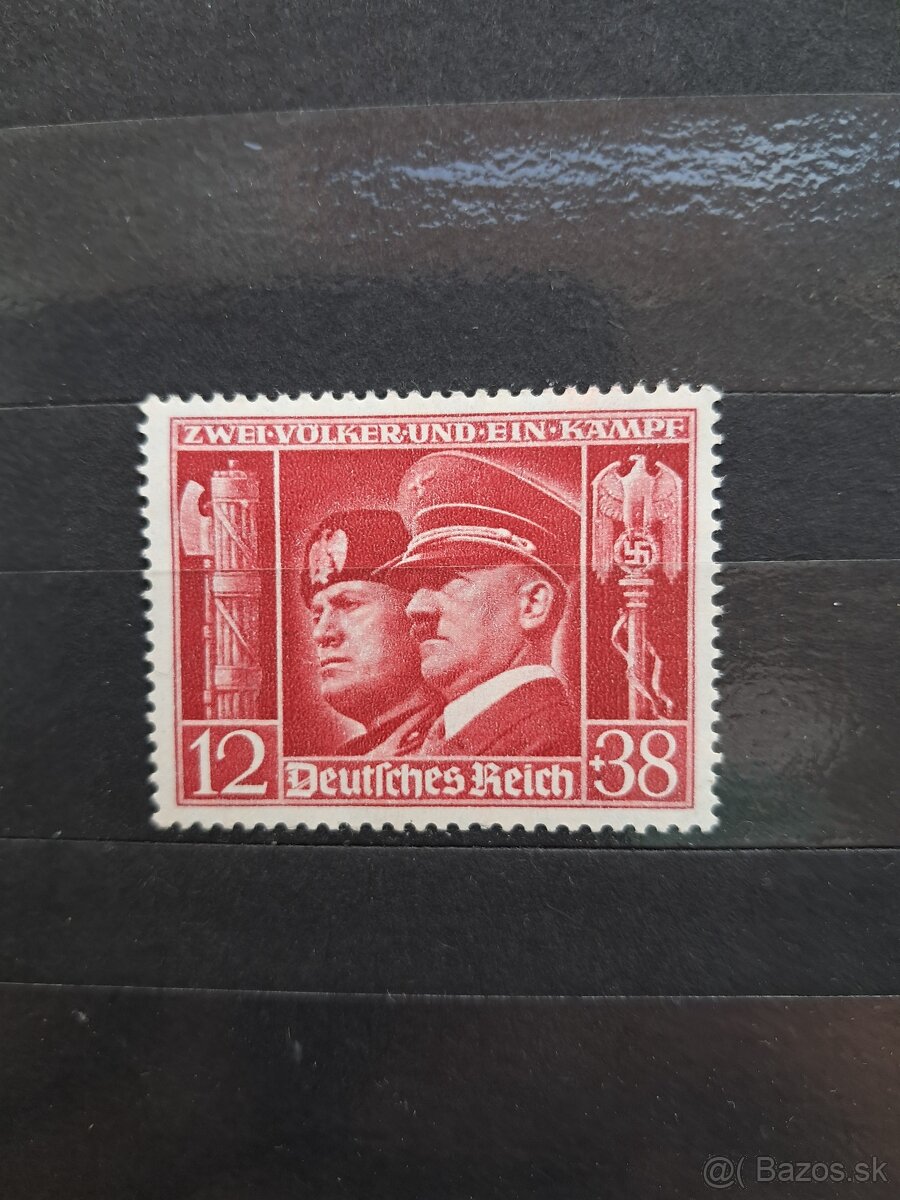 ZWEI·VÖLKER·UND·EIN·KAMPF
12 Deutsches Reich +38
@( Bazos.sk